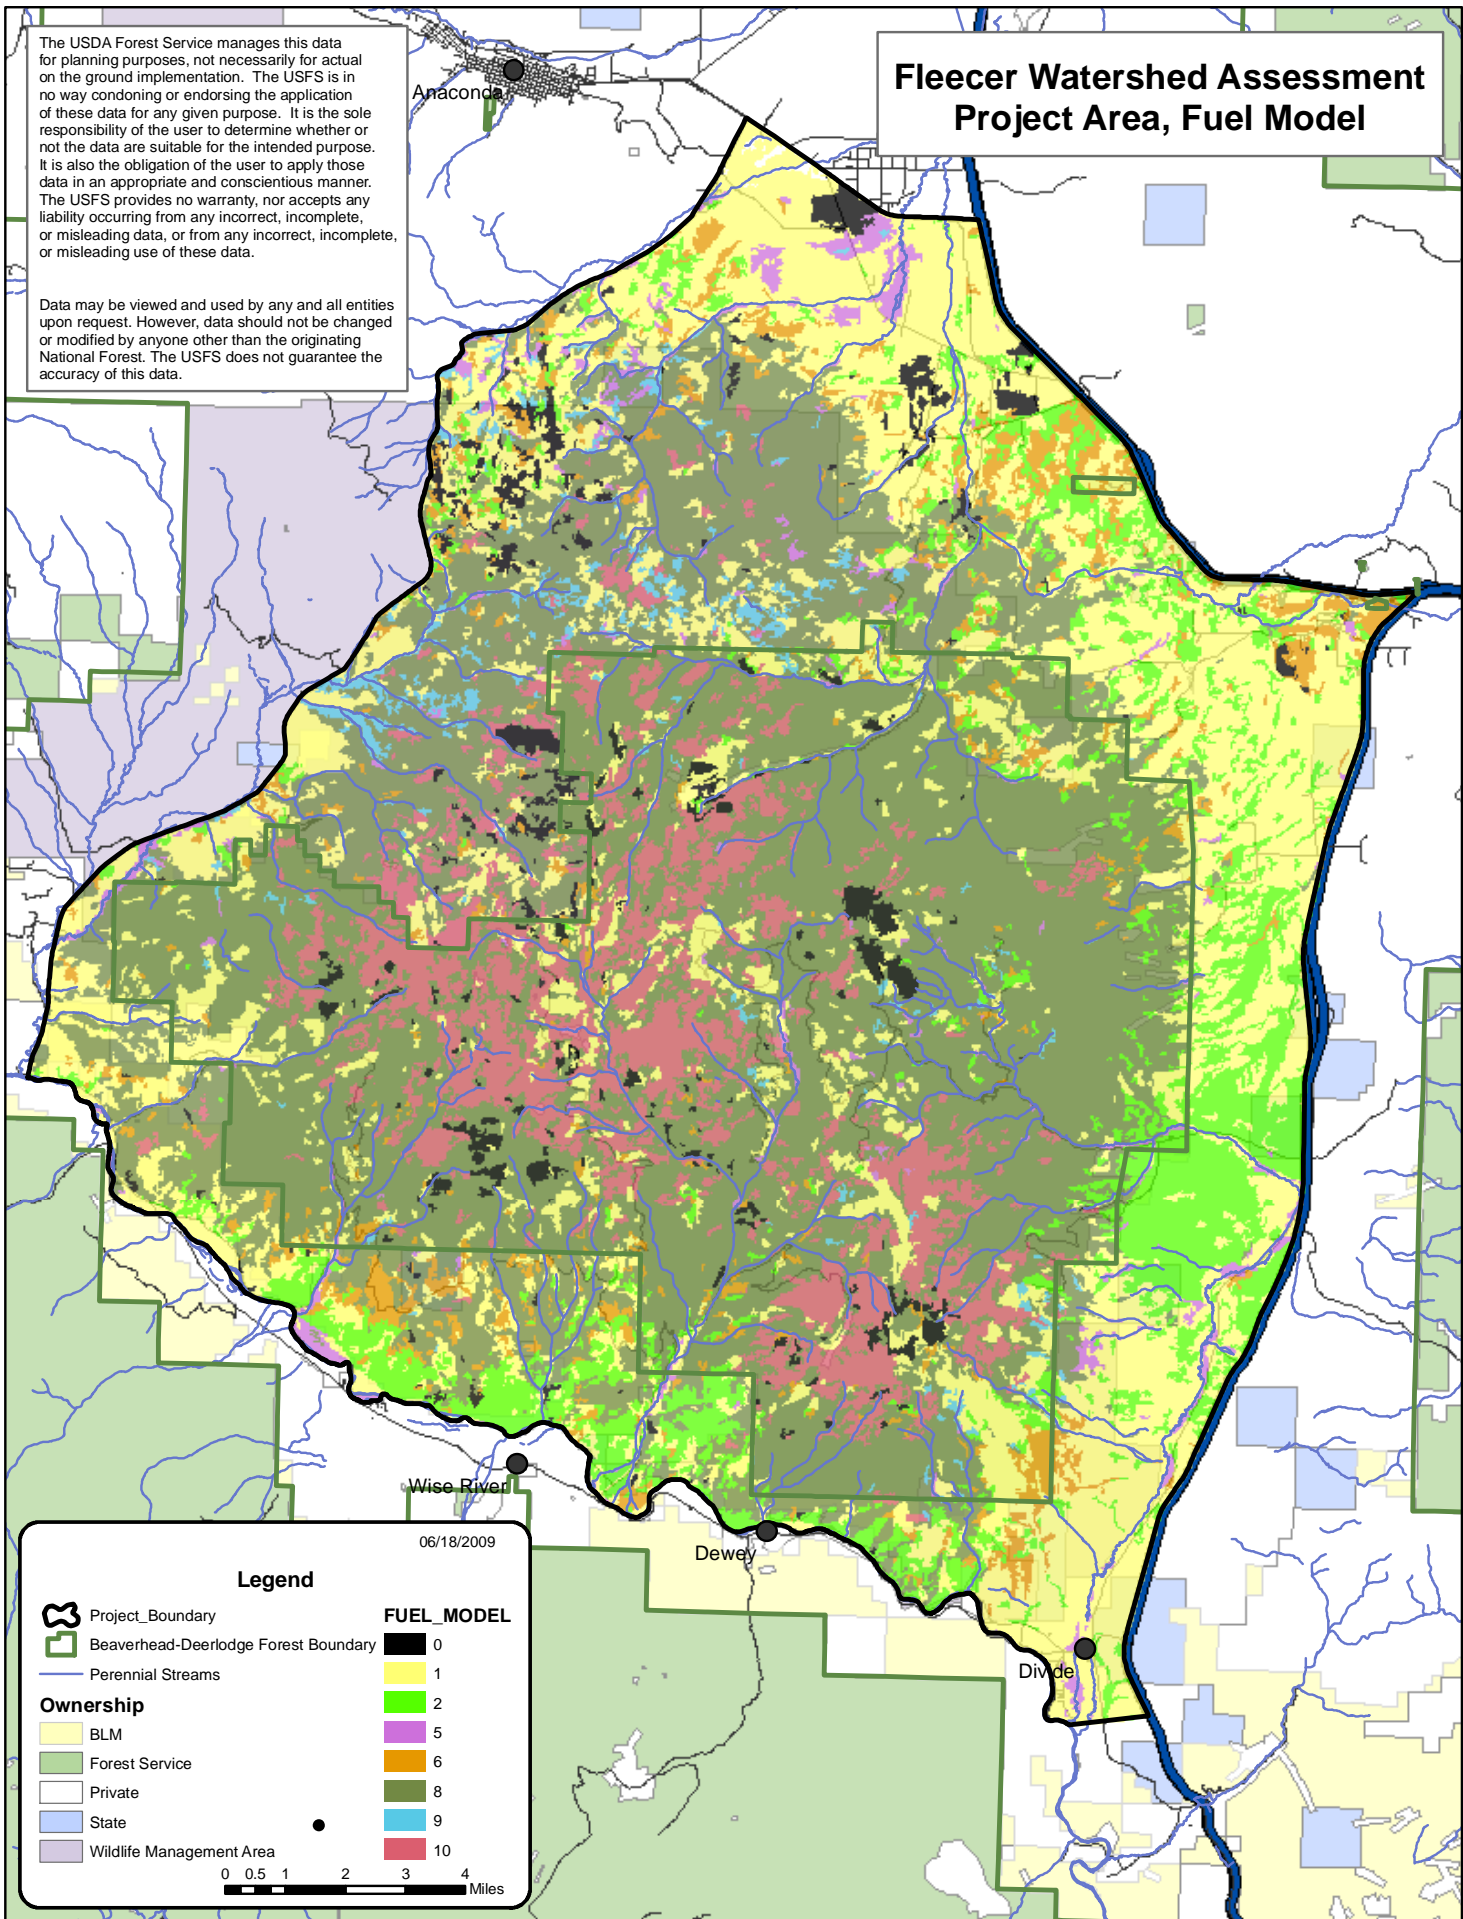 The USDA Forest Service manages this data
for planning purposes, not necessarily for actual
on the ground implementation. The USFS is in
no way condoning or endorsing the application
of these data for any given purpose. It is the sole
responsibility of the user to determine whether or
not the data are suitable for the intended purpose.
It is also the obligation of the user to apply those
data in an appropriate and conscientious manner.
The USFS provides no warranty, nor accepts any
liability occurring from any incorrect, incomplete,
or misleading data, or from any incorrect, incomplete,
or misleading use of these data.
Data may be viewed and used by any and all entities
upon request. However, data should not be changed
or modified by anyone other than the originating
National Forest. The USFS does not guarantee the
accuracy of this data.
Fleecer Watershed Assessment
Project Area, Fuel Model
Anaconda
Wise River
Dewey
Divide
06/18/2009
Legend
Project_Boundary
Beaverhead-Deerlodge Forest Boundary
Perennial Streams
Ownership
BLM
Forest Service
Private
State
Wildlife Management Area
FUEL_MODEL
0
1
2
5
6
8
9
10
0 0.5 1 2 3 4
Miles